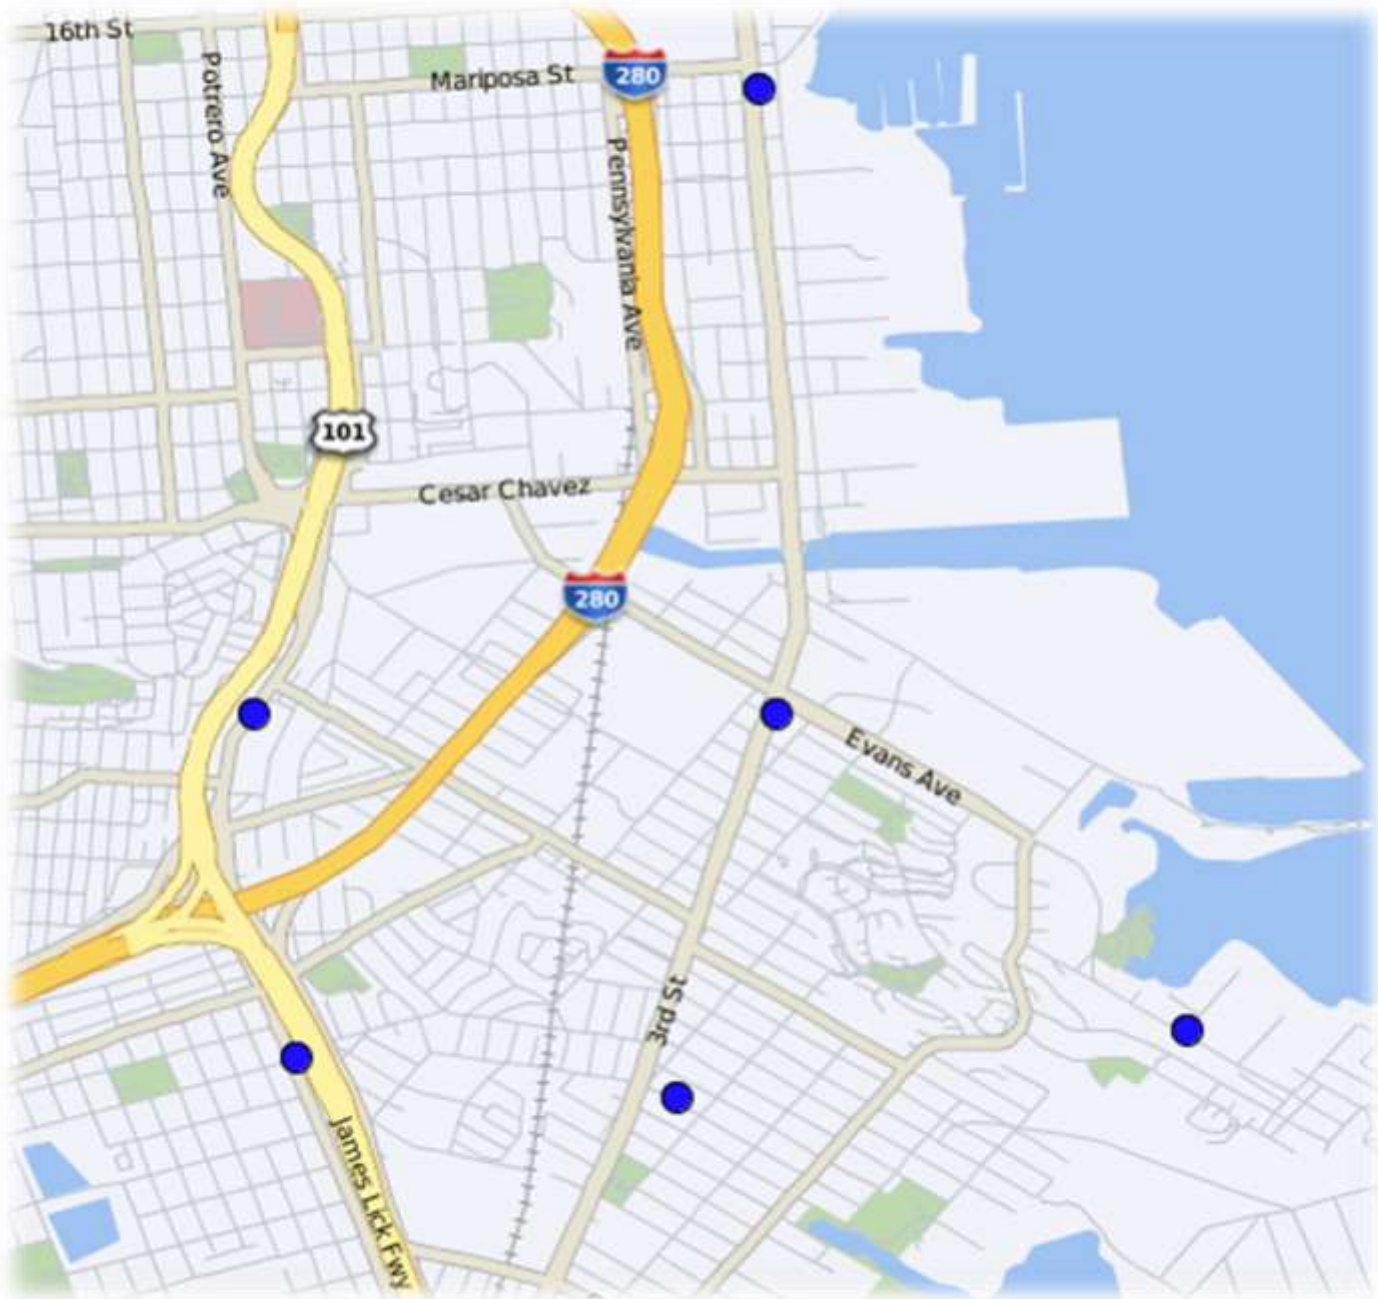 16th St
Mariposa St
280
Potrero Ave
Pennsylvania Ave
101
Cesar Chavez
280
Evans Ave
3rd St
James Lick Fwy